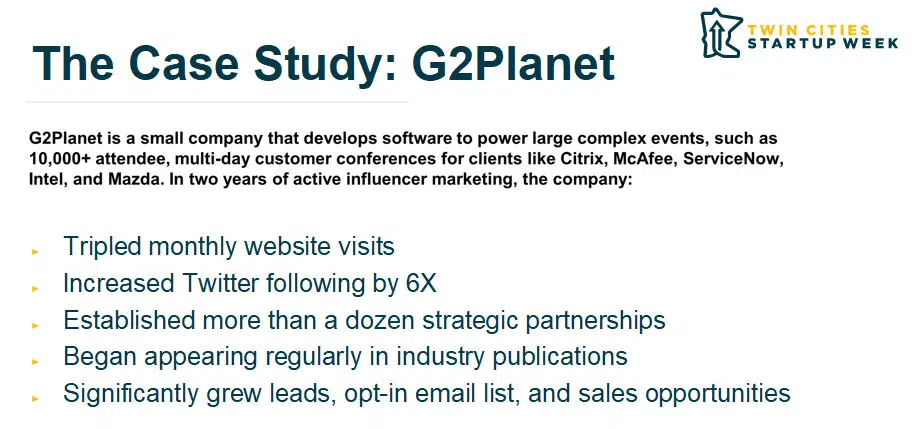 TWIN CITIES
STARTUP WEEK
The Case Study: G2Planet
G2Planet is a small company that develops software to power large complex events, such as
10,000+ attendee, multi-day customer conferences for clients like Citrix, McAfee, ServiceNow,
Intel, and Mazda. In two years of active influencer marketing, the company:
Tripled monthly website visits
Increased Twitter following by 6X
Established more than a dozen strategic partnerships
Began appearing regularly in industry publications
Significantly grew leads, opt-in email list, and sales opportunities